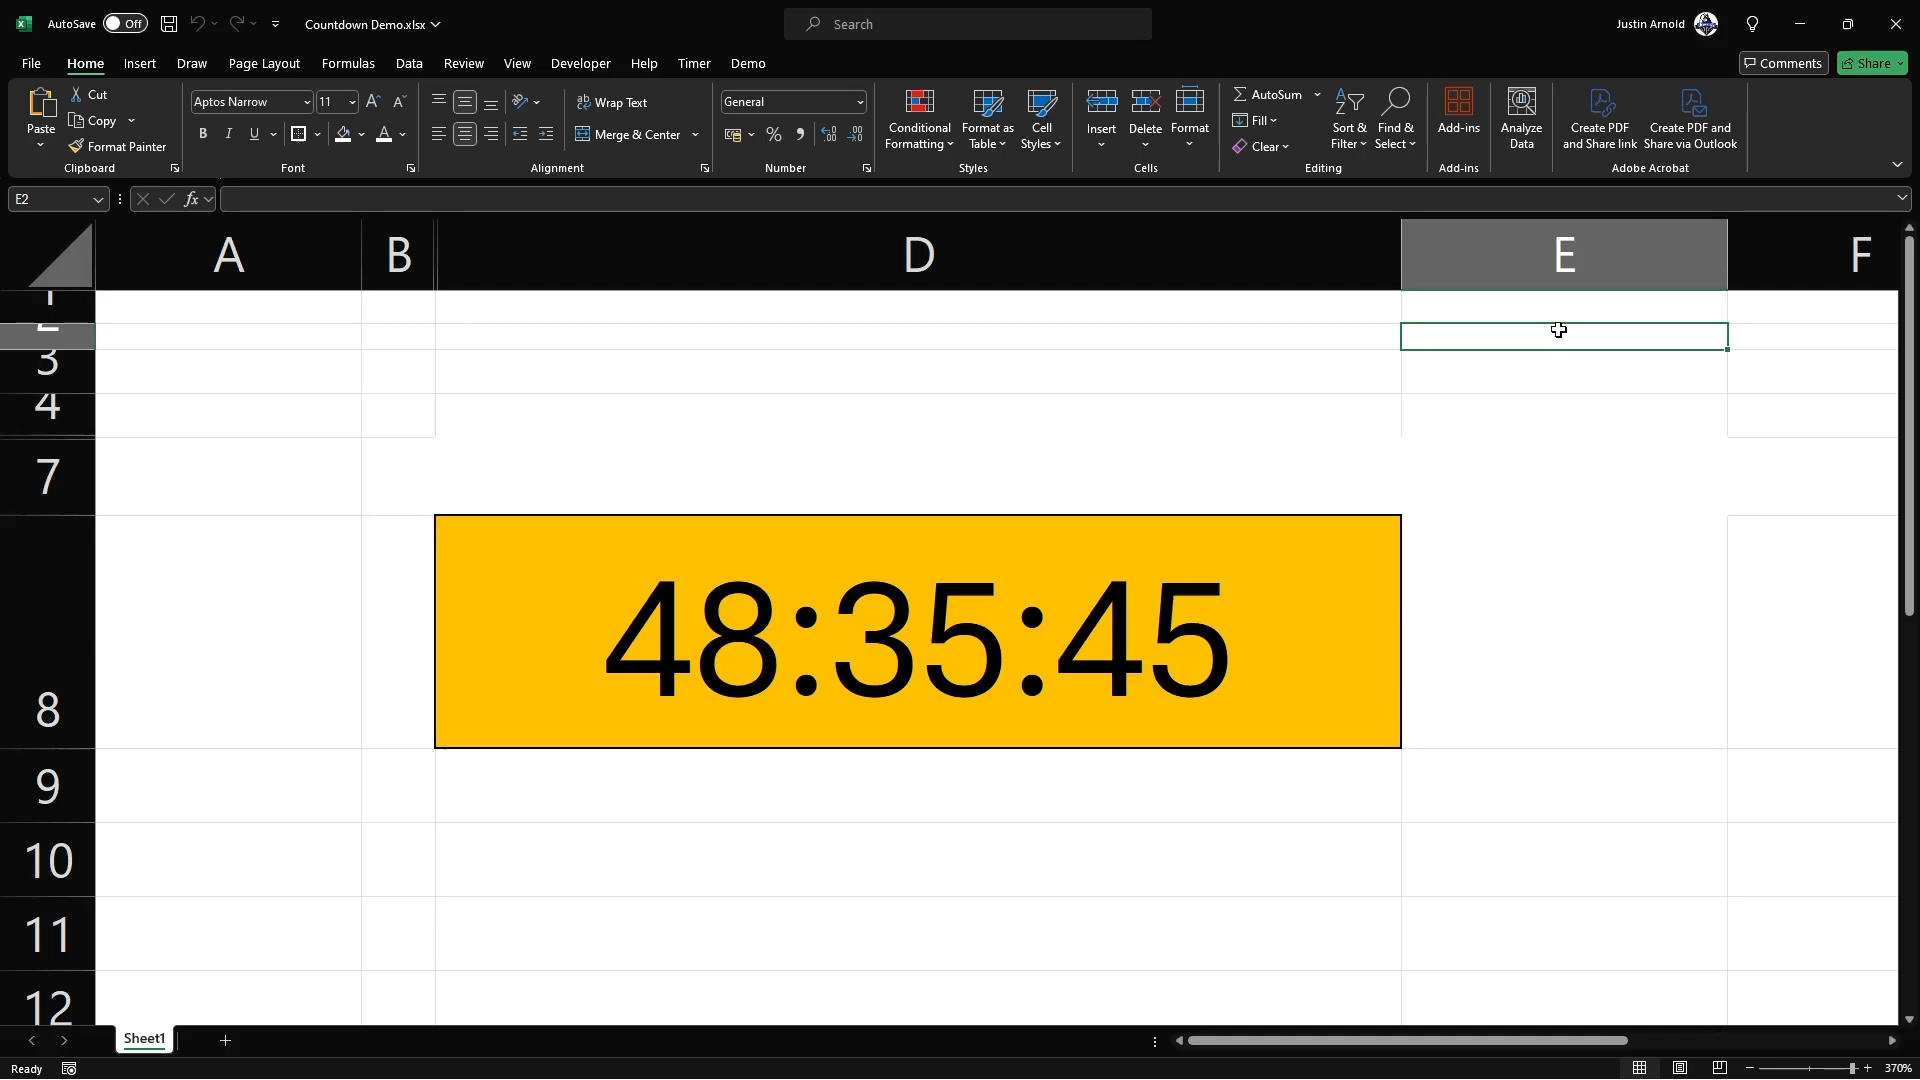 AutoSave Off Countdown Demo.xlsx Search Justin Arnold
File Home Insert Draw Page Layout Formulas Data Review View Developer Help Timer Demo Comments Share
Paste
Cut
Copy
Format Painter
Clipboard
Aptos Narrow 11
B I U
Font
Wrap Text
Merge & Center
Alignment
General
Number
Conditional Formatting
Format as Table
Cell Styles
Styles
Insert Delete Format
Cells
AutoSum
Fill
Clear
Sort & Filter
Find & Select
Editing
Add-ins
Add-ins
Analyze Data
Create PDF and Share link
Create PDF and Share via Outlook
Adobe Acrobat
E2 fx
A B D E F
1
2
3
4
7
8 48:35:45
9
10
11
12
Sheet1
Ready 370%